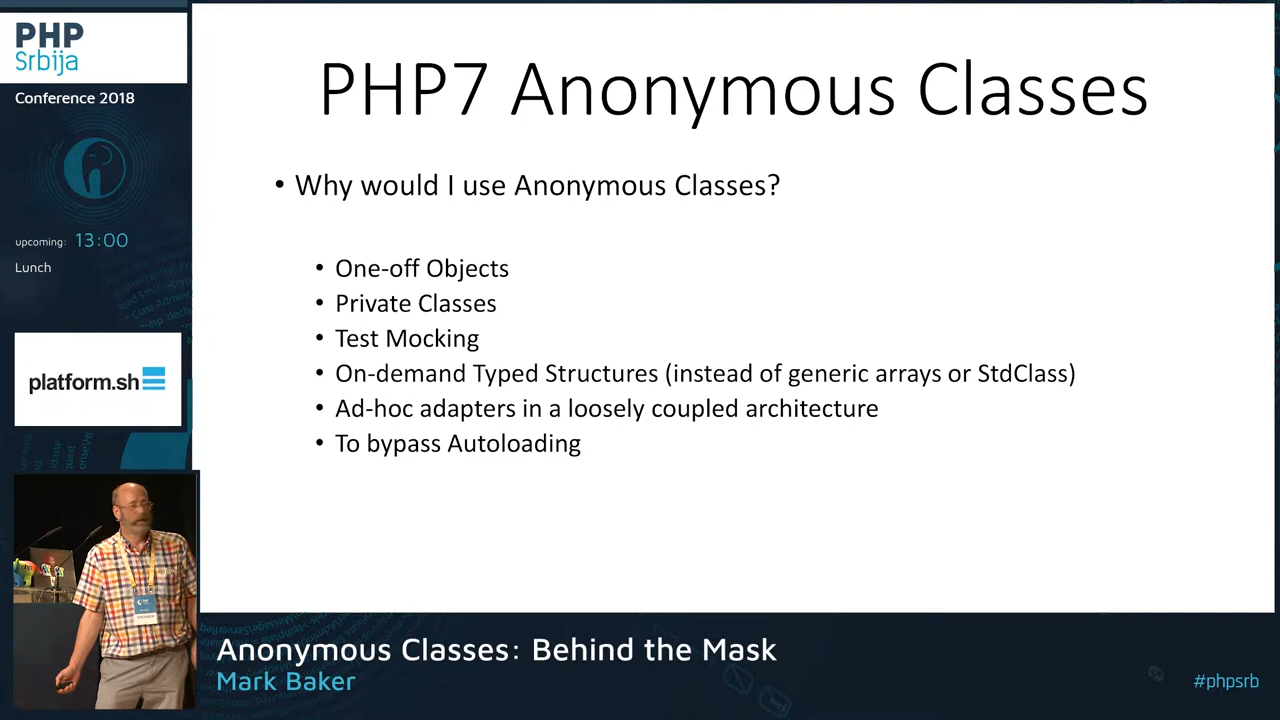 PHP
Srbija
Conference 2018
upcoming: 13:00
Lunch
platform.sh
PHP7 Anonymous Classes
• Why would I use Anonymous Classes?
• One-off Objects
• Private Classes
• Test Mocking
• On-demand Typed Structures (instead of generic arrays or StdClass)
• Ad-hoc adapters in a loosely coupled architecture
• To bypass Autoloading
Anonymous Classes: Behind the Mask
Mark Baker
#phpsrb